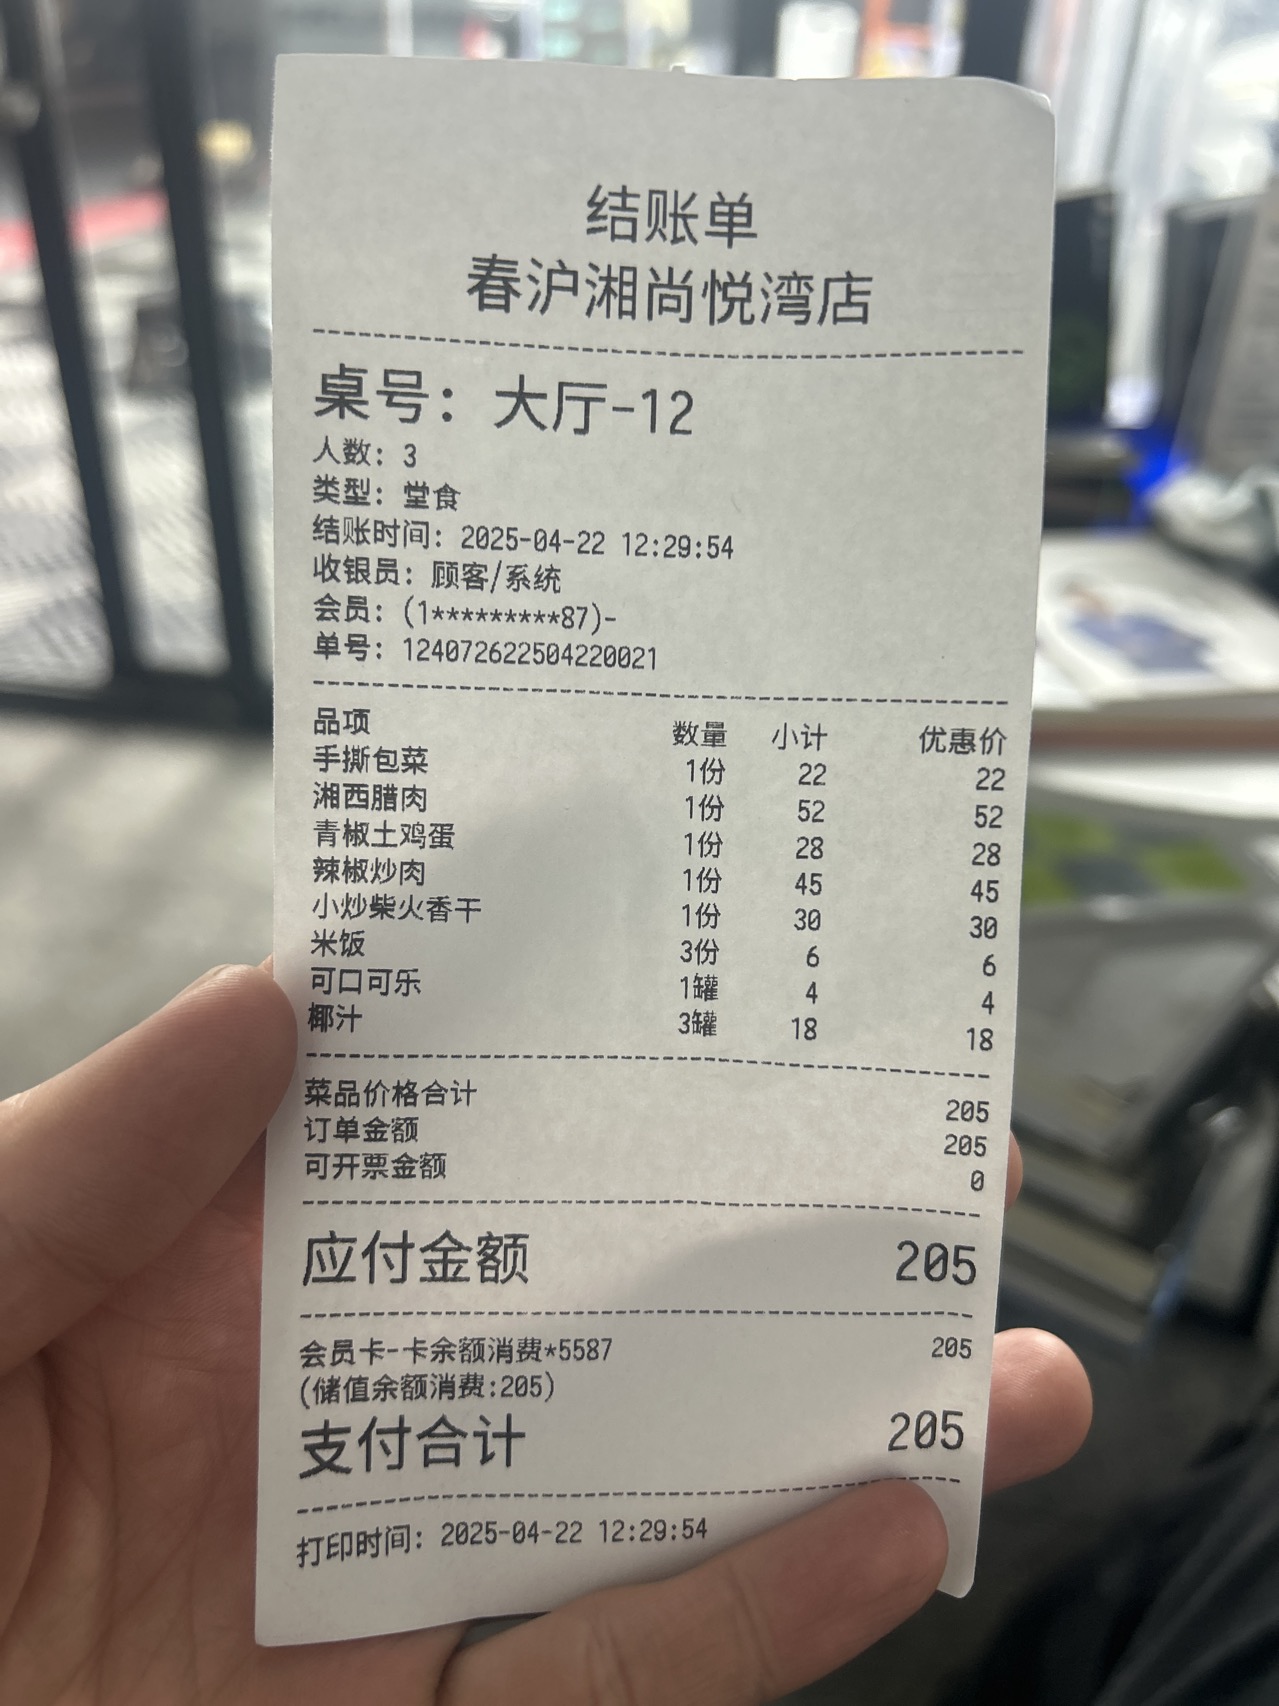 结账单
春沪湘尚悦湾店
桌号：大厅-12
人数：3
类型：堂食
结账时间：2025-04-22 12:29:54
收银员：顾客/系统
会员：(1*********87)-
单号：124072622504220021
品项 数量 小计 优惠价
手撕包菜 1份 22 22
湘西腊肉 1份 52 52
青椒土鸡蛋 1份 28 28
辣椒炒肉 1份 45 45
小炒柴火香干 1份 30 30
米饭 3份 6 6
可口可乐 1罐 4 4
椰汁 3罐 18 18
菜品价格合计 205
订单金额 205
可开票金额 0
应付金额 205
会员卡-卡余额消费*5587 205
(储值余额消费:205)
支付合计 205
打印时间：2025-04-22 12:29:54